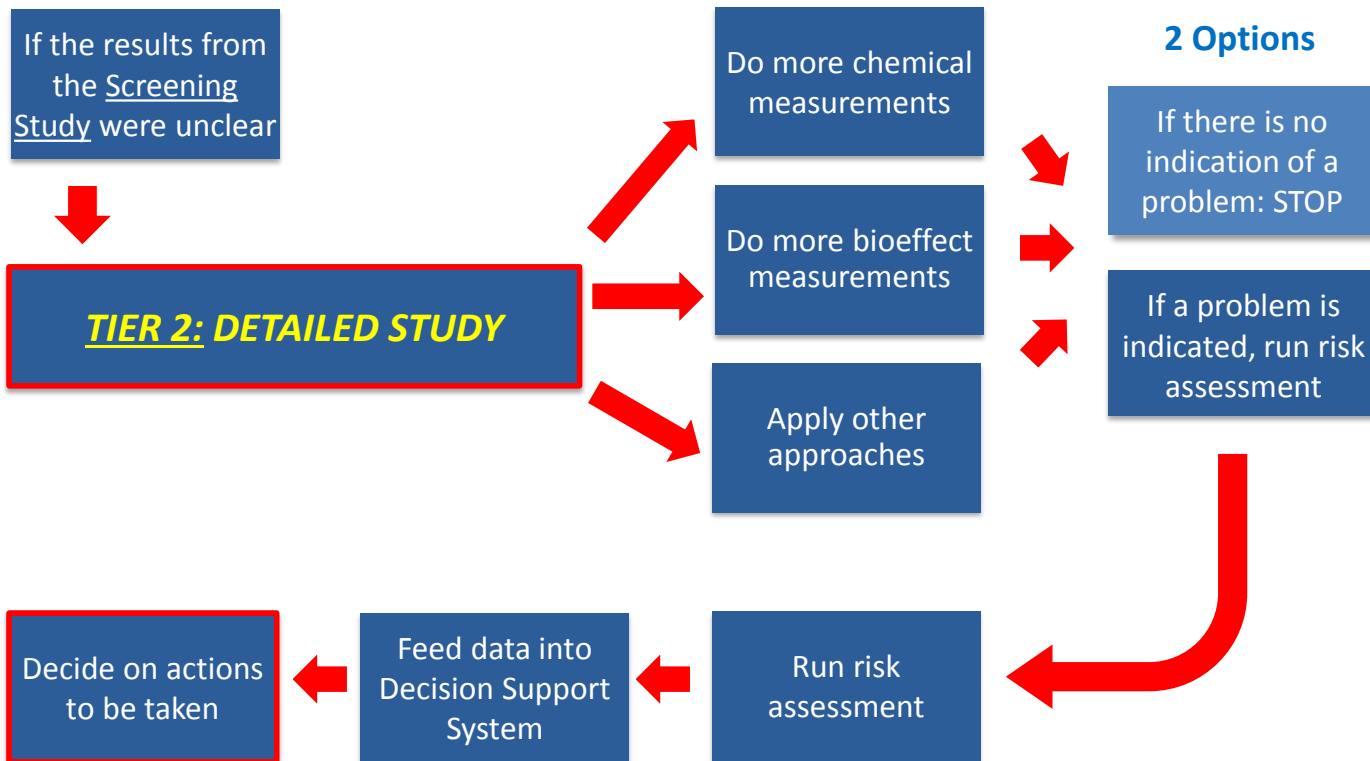 If the results from
the Screening
Study were unclear
TIER 2: DETAILED STUDY
Do more chemical
measurements
Do more bioeffect
measurements
Apply other
approaches
2 Options
If there is no
indication of a
problem: STOP
If a problem is
indicated, run risk
assessment
Run risk
assessment
Feed data into
Decision Support
System
Decide on actions
to be taken